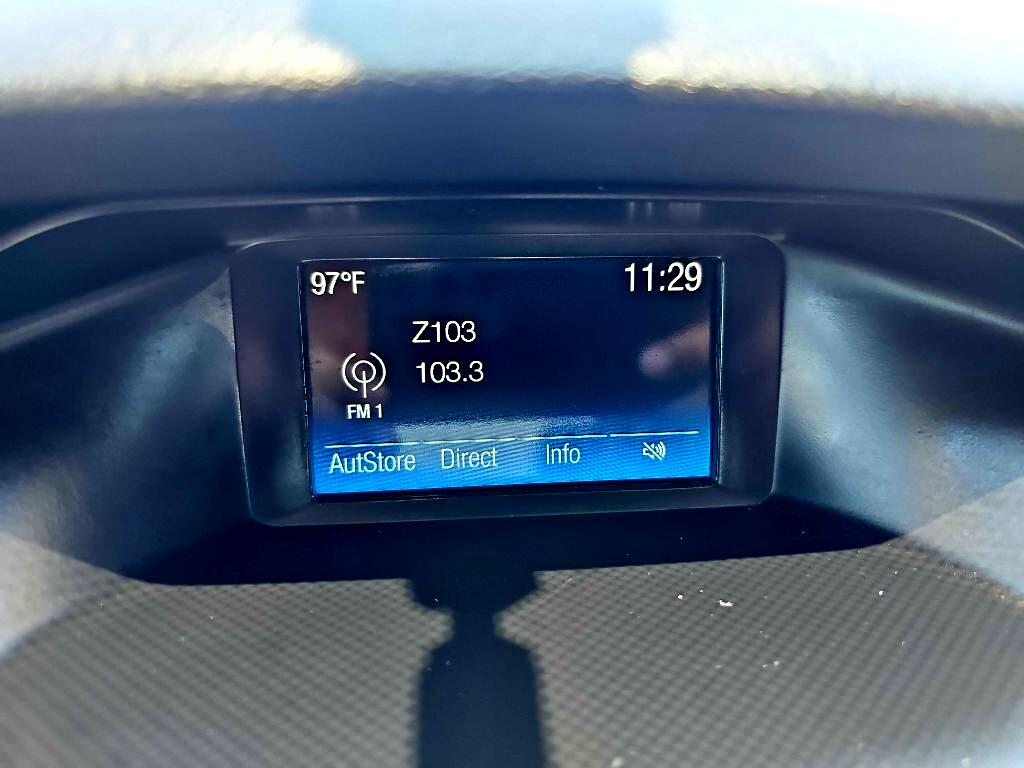 97°F 11:29
Z103
103.3
FM 1
AutStore Direct Info